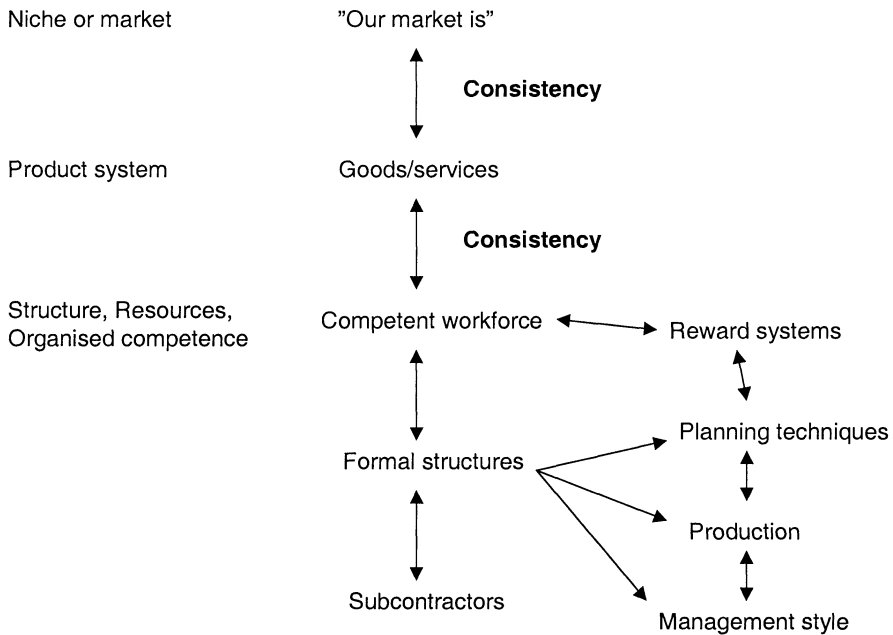 Niche or market
”Our market is”
Consistency
Product system
Goods/services
Consistency
Structure, Resources,
Organised competence
Competent workforce
Reward systems
Planning techniques
Formal structures
Production
Subcontractors
Management style